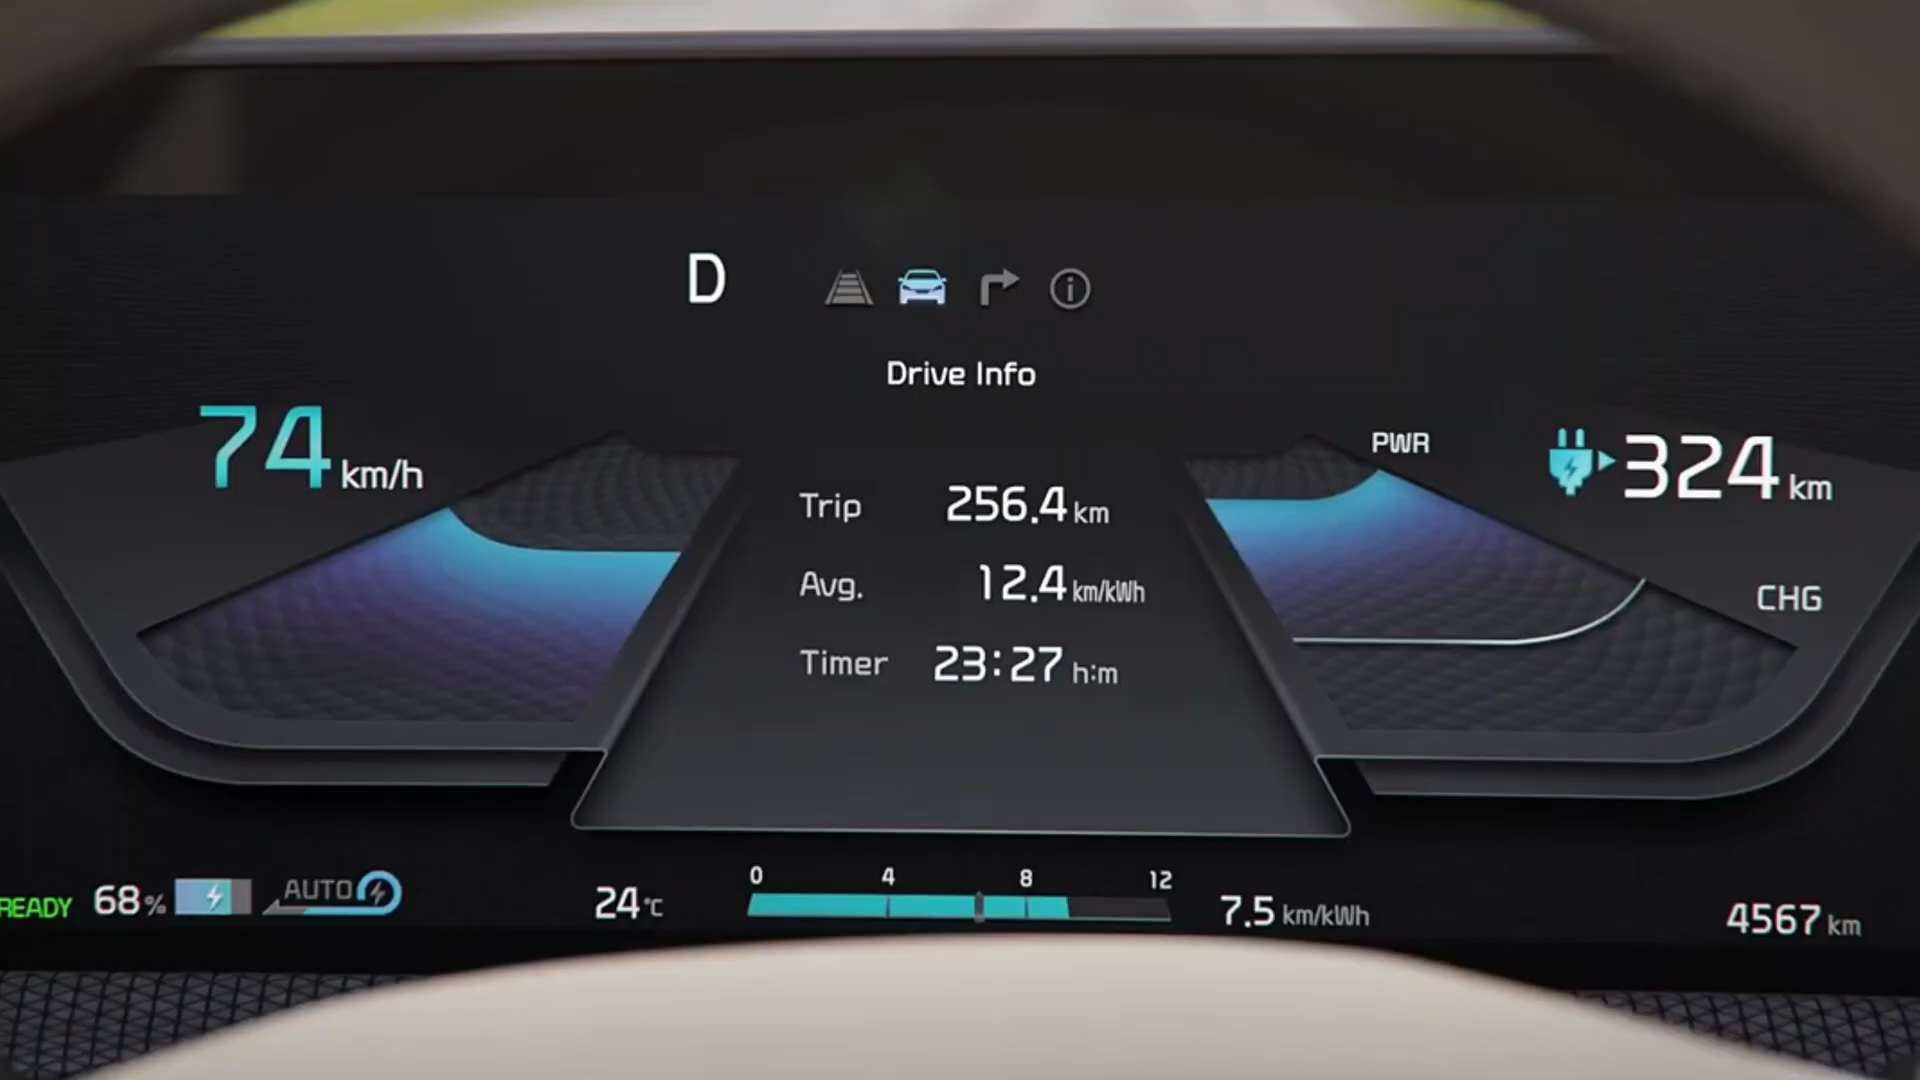 D
Drive Info
74 km/h
PWR
324 km
Trip 256.4 km
Avg. 12.4 km/kWh
CHG
Timer 23:27 h:m
0 4 8 12
READY 68% AUTO 24°C 7.5 km/kWh 4567 km